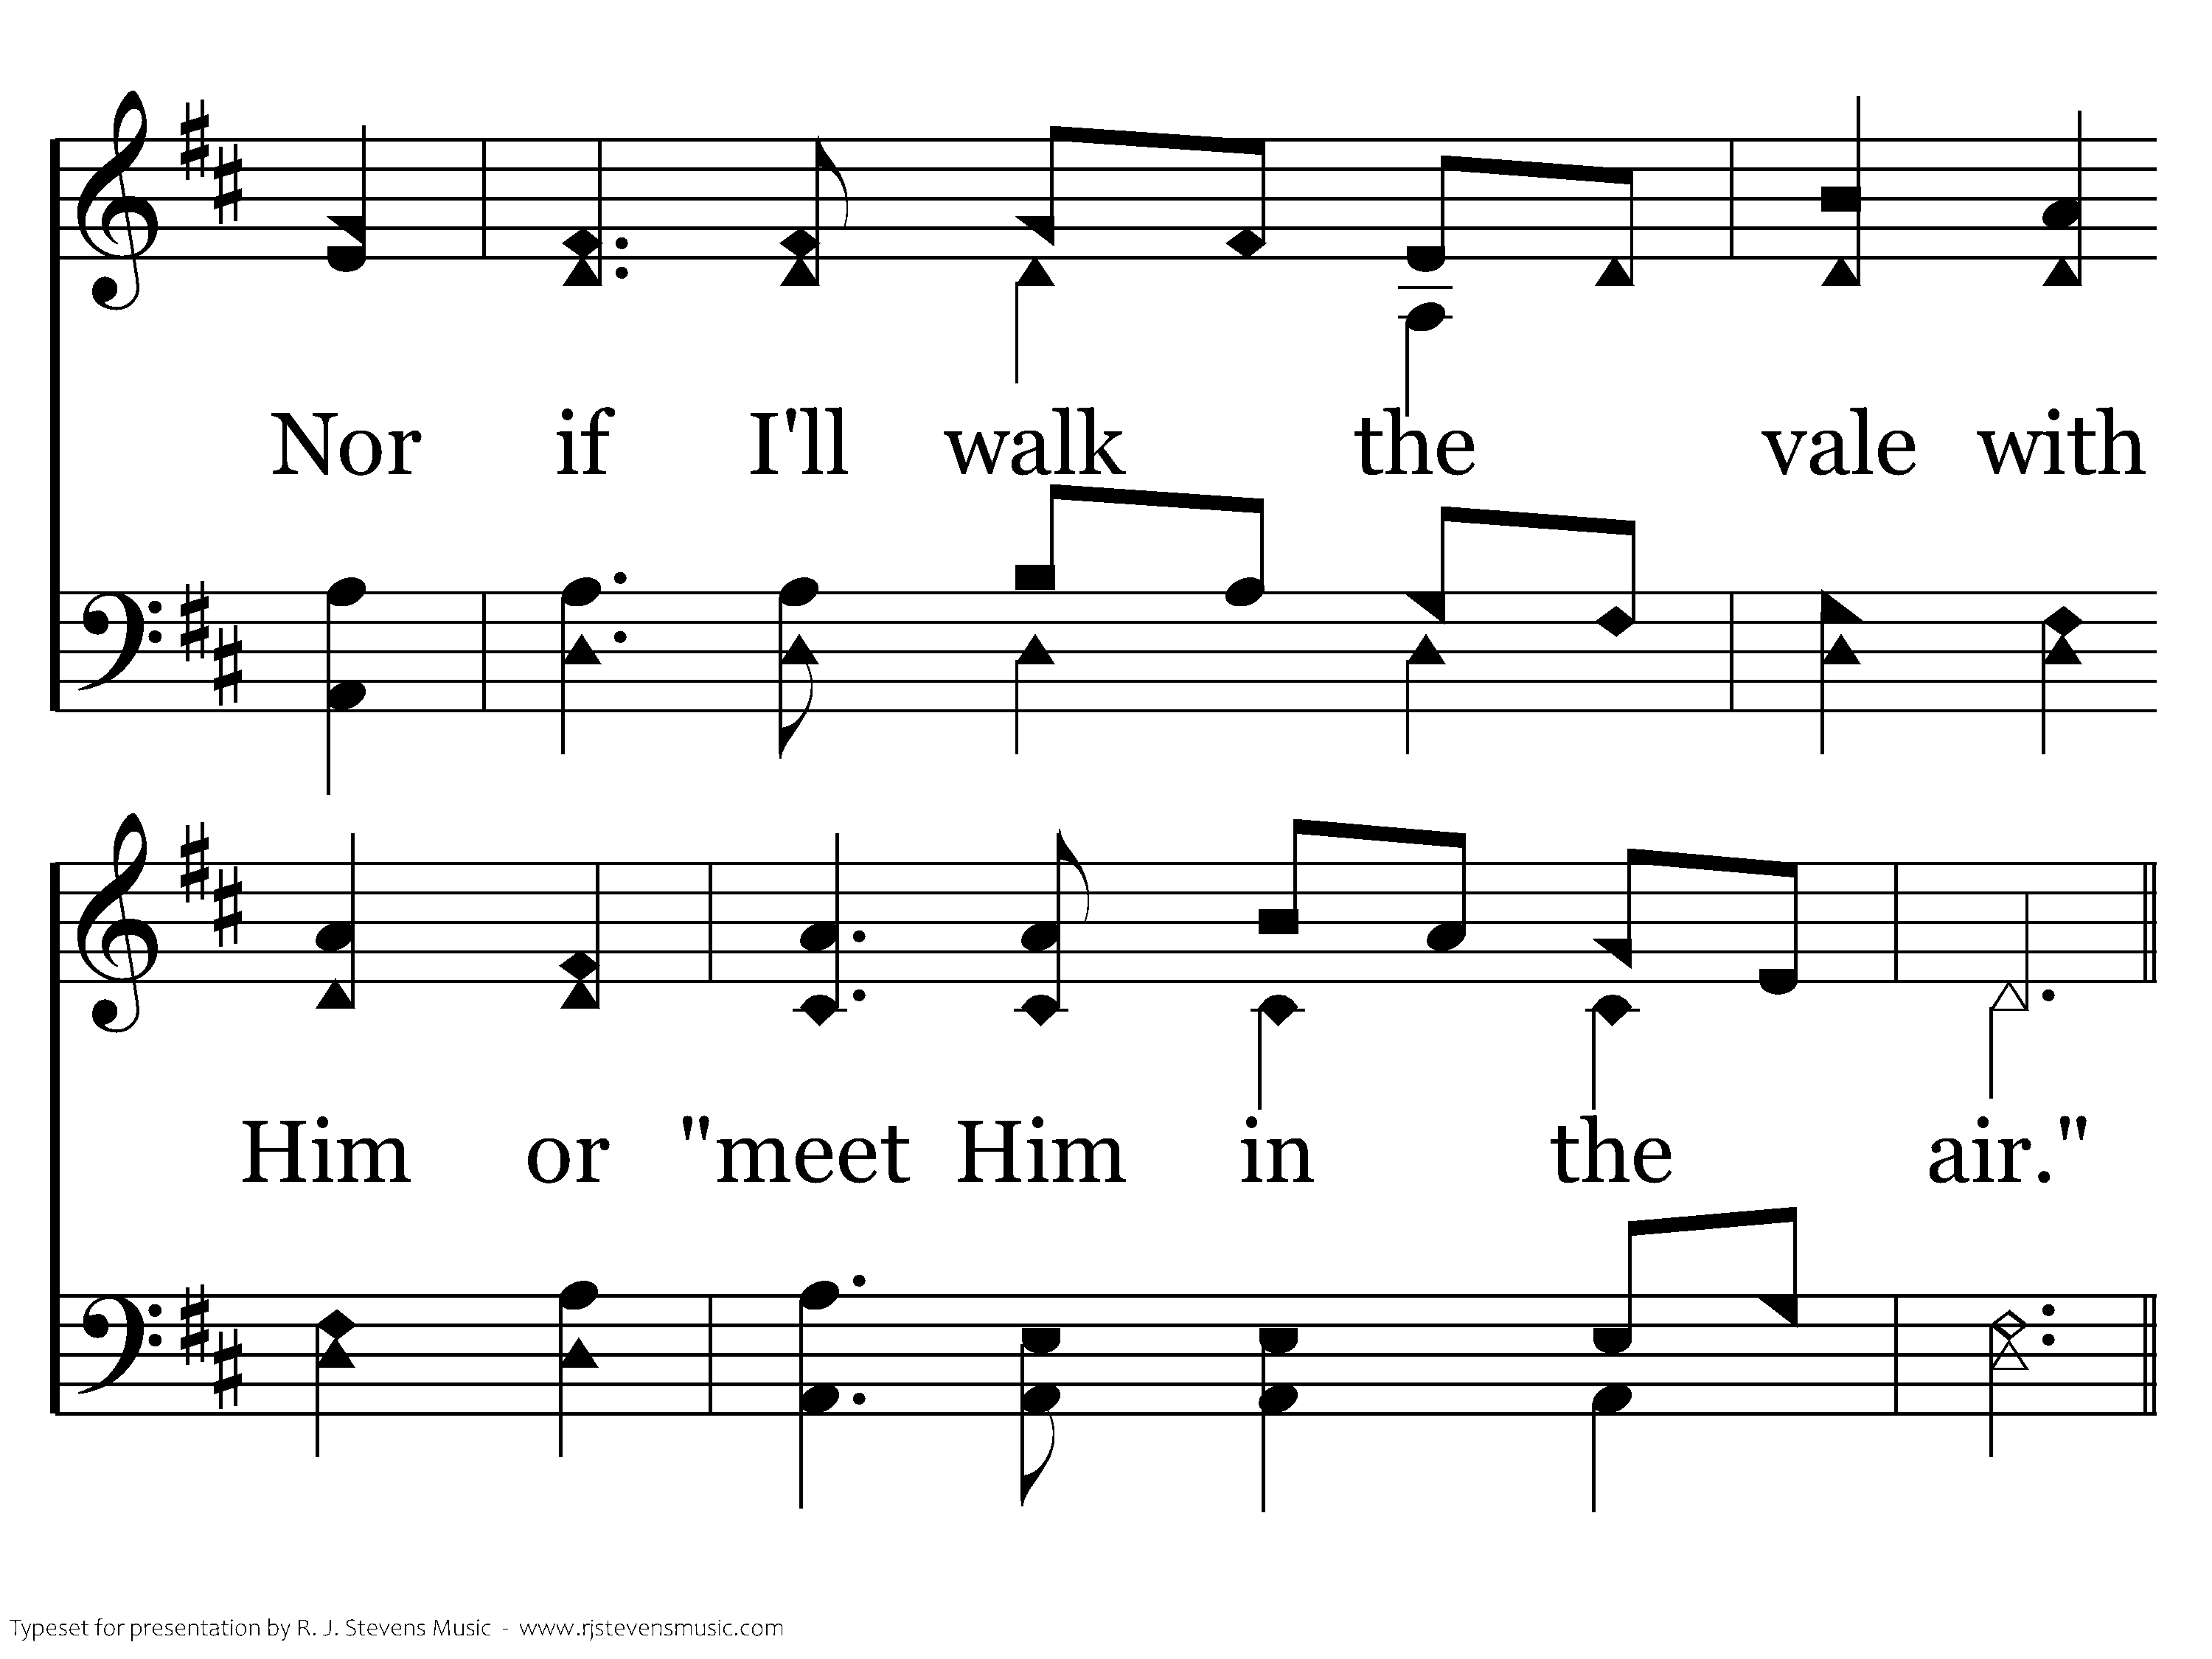 Nor if I'll walk the vale with
Him or "meet Him in the air."
Typeset for presentation by R. J. Stevens Music - www.rjstevensmusic.com